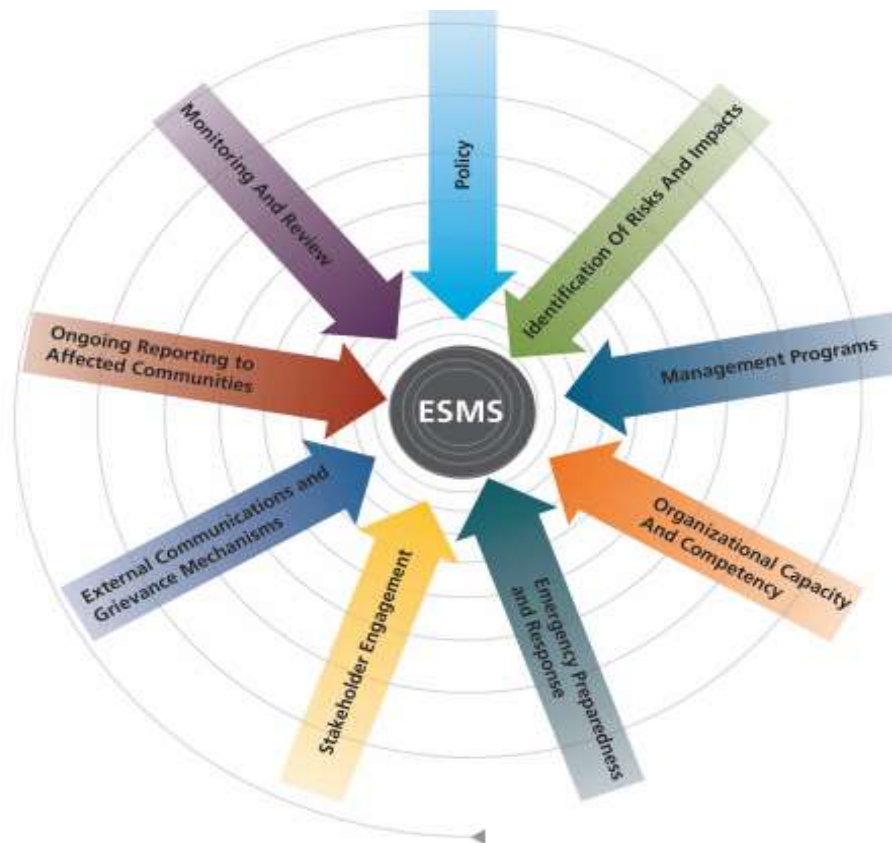 Policy
Identification Of Risks And Impacts
Management Programs
Organizational Capacity
And Competency
Emergency Preparedness
and Response
Stakeholder Engagement
External Communications and
Grievance Mechanisms
Ongoing Reporting to
Affected Communities
Monitoring And Review
ESMS